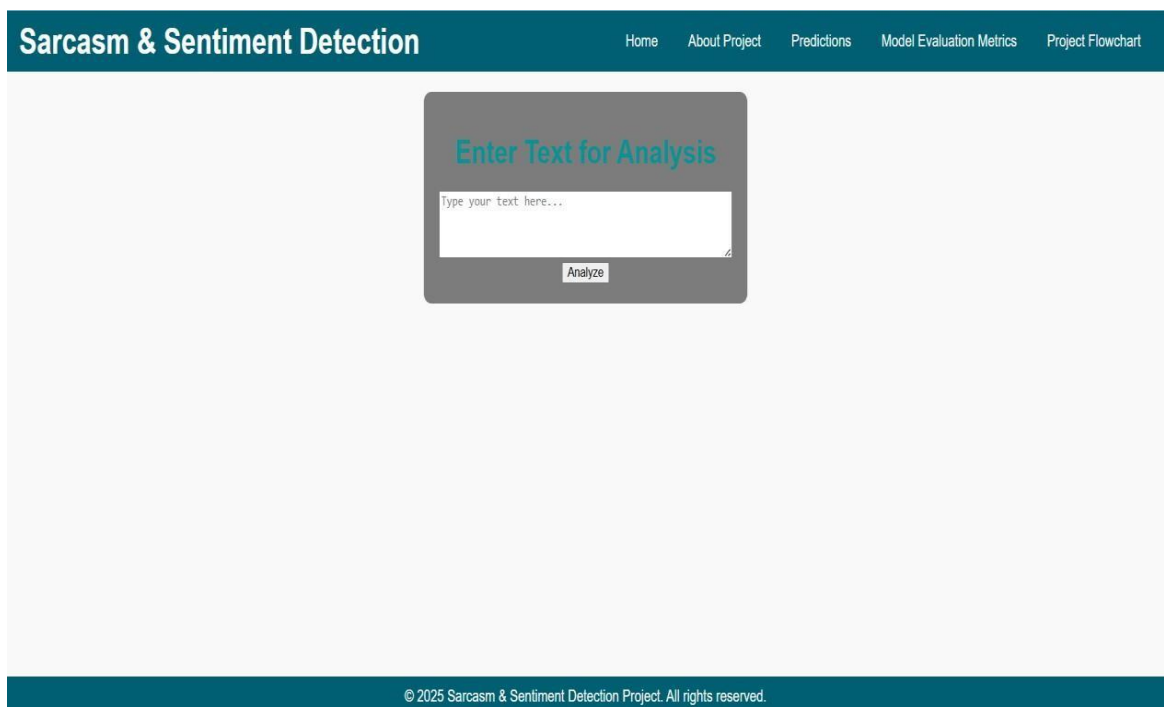 Sarcasm & Sentiment Detection
Home About Project Predictions Model Evaluation Metrics Project Flowchart
Enter Text for Analysis
Type your text here...
Analyze
© 2025 Sarcasm & Sentiment Detection Project. All rights reserved.